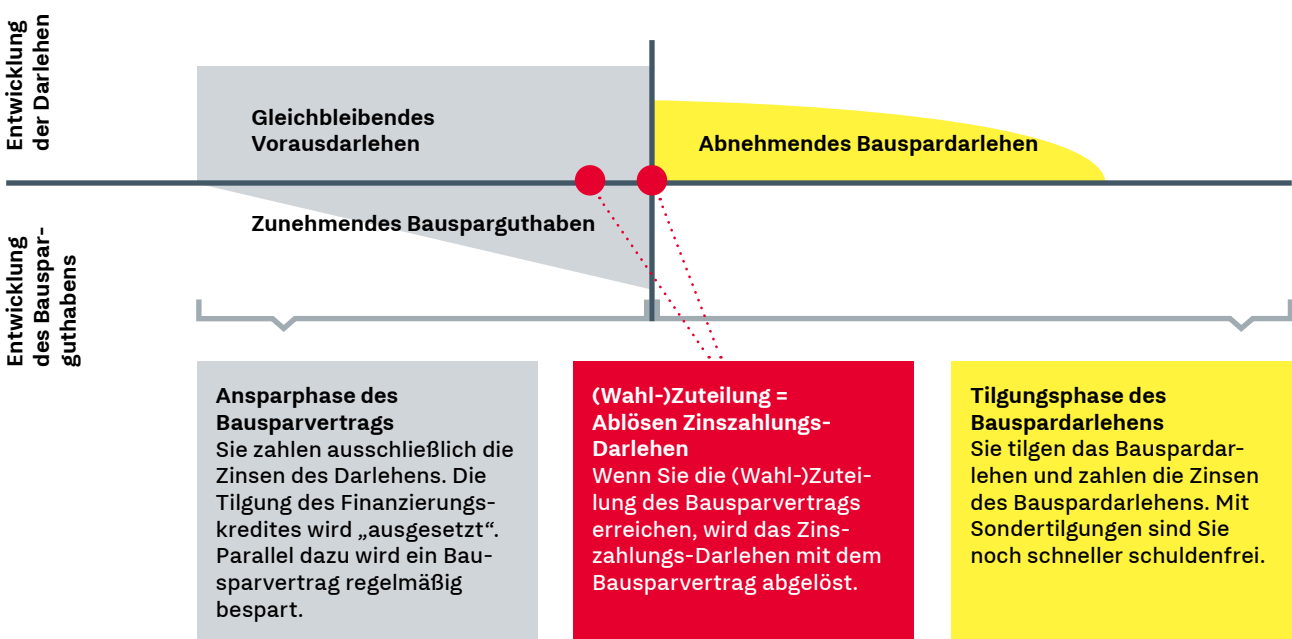 Entwicklung
der Darlehen
Gleichbleibendes
Vorausdarlehen
Abnehmendes Bauspardarlehen
Entwicklung
des Bauspar-
guthabens
Zunehmendes Bausparguthaben
Ansparphase des
Bausparvertrags
Sie zahlen ausschließlich die
Zinsen des Darlehens. Die
Tilgung des Finanzierungs-
kredites wird „ausgesetzt“.
Parallel dazu wird ein Bau-
sparvertrag regelmäßig
bespart.
(Wahl-)Zuteilung =
Ablösen Zinszahlungs-
Darlehen
Wenn Sie die (Wahl-)Zutei-
lung des Bausparvertrags
erreichen, wird das Zins-
zahlungs-Darlehen mit dem
Bausparvertrag abgelöst.
Tilgungsphase des
Bauspardarlehens
Sie tilgen das Bauspardar-
lehen und zahlen die Zinsen
des Bauspardarlehens. Mit
Sondertilgungen sind Sie
noch schneller schuldenfrei.